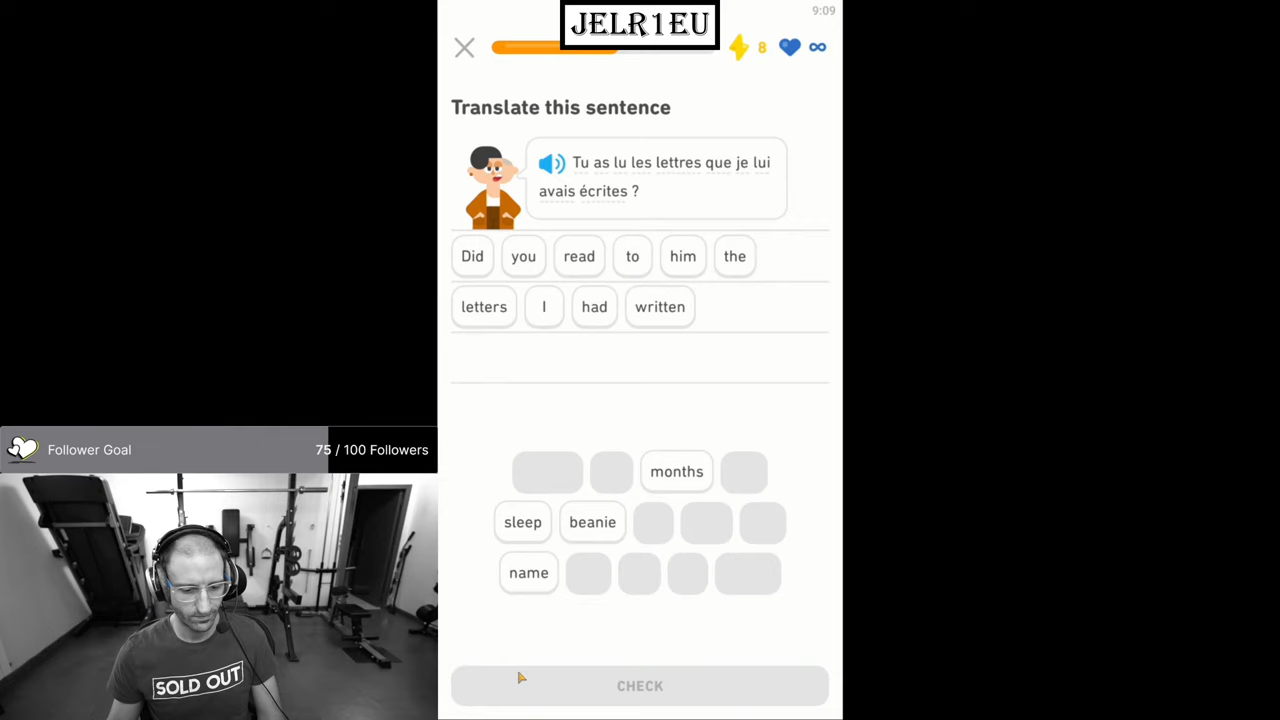 JELR1EU
9:09
8 ∞
Translate this sentence
Tu as lu les lettres que je lui
avais écrites ?
Did you read to him the
letters I had written
months
sleep beanie
name
CHECK
Follower Goal 75 / 100 Followers
SOLD OUT